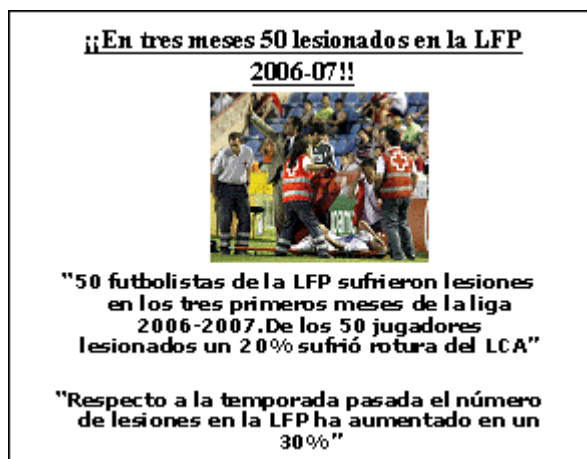 ¡¡En tres meses 50 lesionados en la LFP
2006-07!!
"50 futbolistas de la LFP sufrieron lesiones
en los tres primeros meses de la liga
2006-2007.De los 50 jugadores
lesionados un 20% sufrió rotura del LCA"
"Respecto a la temporada pasada el número
de lesiones en la LFP ha aumentado en un
30%"